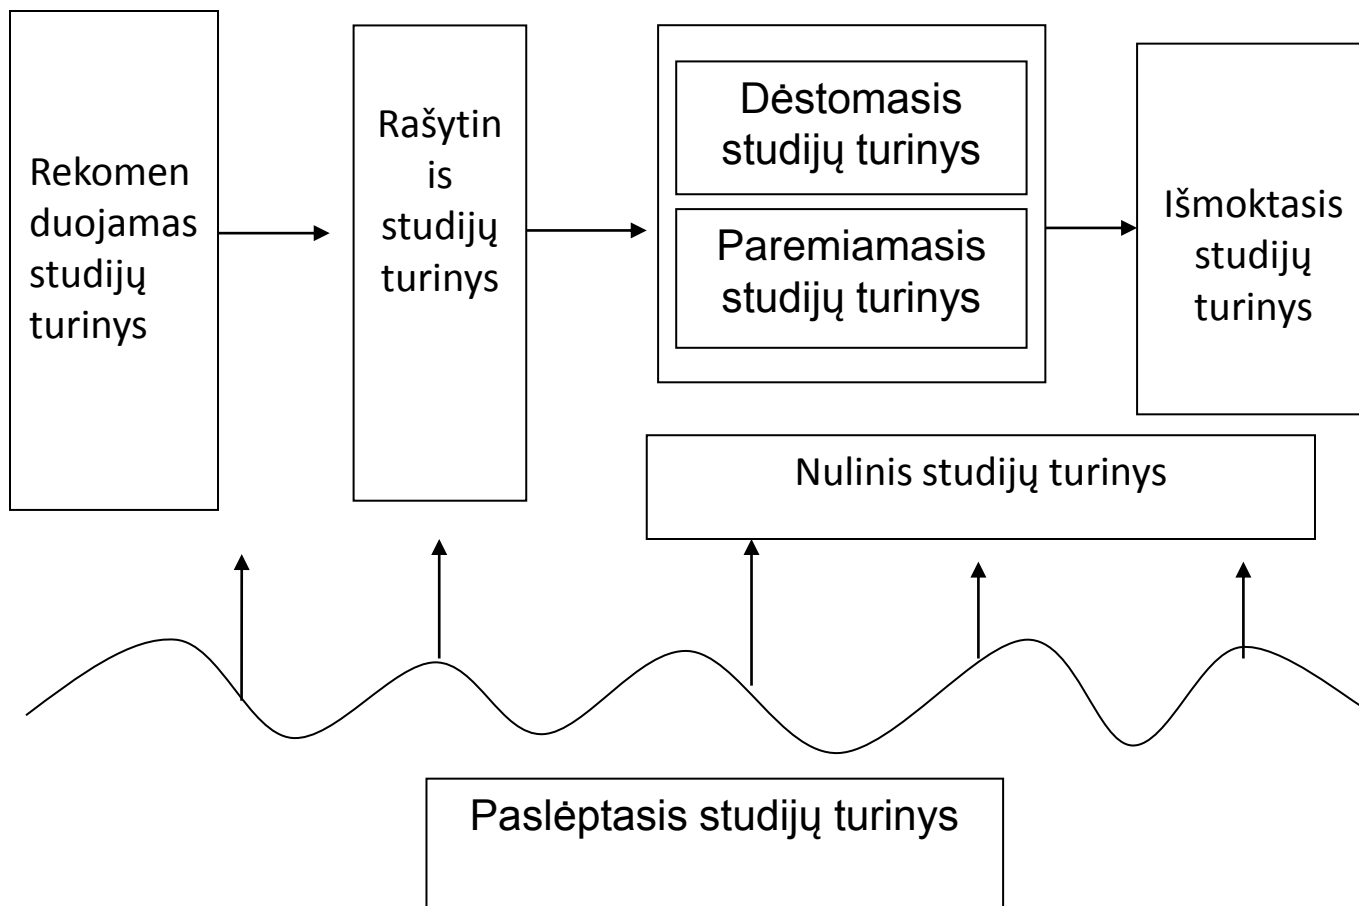 Rekomen
duojamas
studijų
turinys
Rašytin
is
studijų
turinys
Dėstomasis
studijų turinys
Paremiamasis
studijų turinys
Išmoktasis
studijų
turinys
Nulinis studijų turinys
Paslėptasis studijų turinys